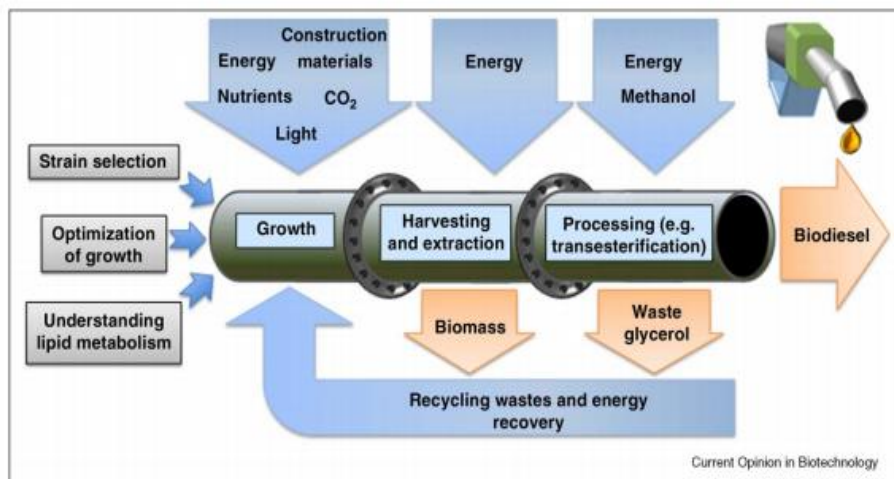 Construction
Energy materials
Nutrients CO₂
Light
Energy
Energy
Methanol
Strain selection
Optimization
of growth
Understanding
lipid metabolism
Growth
Harvesting
and extraction
Processing (e.g.
transesterification)
Biodiesel
Biomass
Waste
glycerol
Recycling wastes and energy
recovery
Current Opinion in Biotechnology